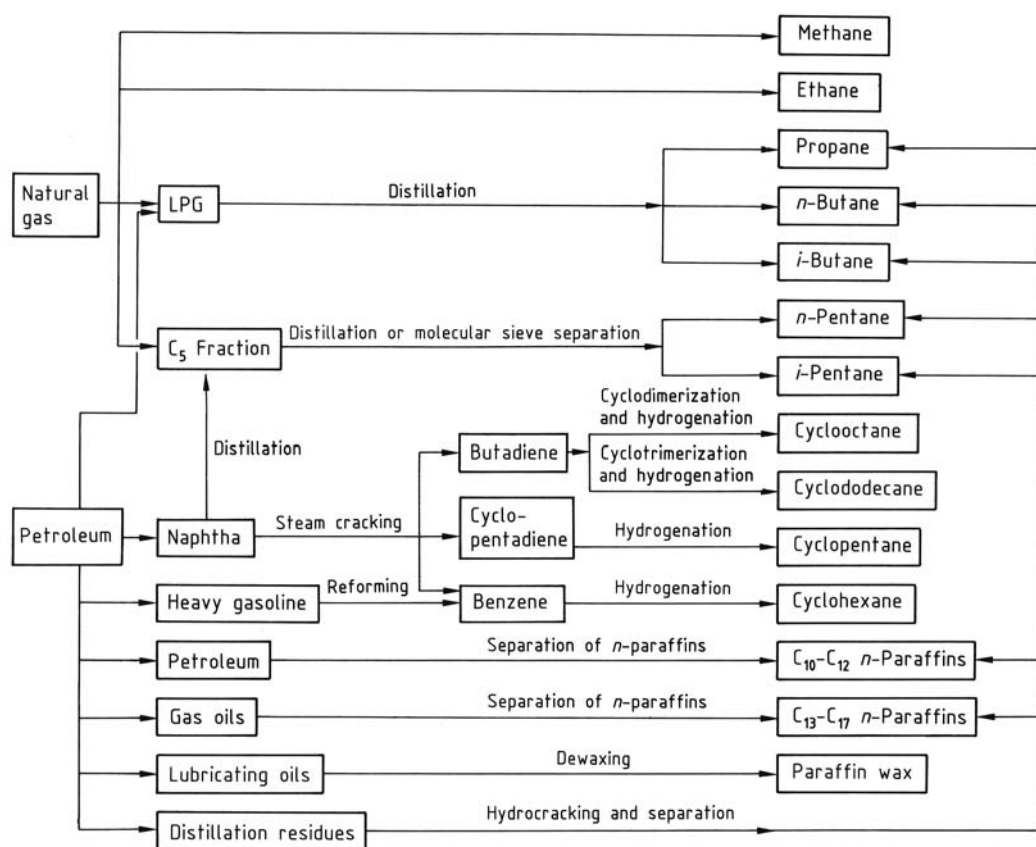 Methane
Ethane
Propane
Natural
gas
LPG
Distillation
n-Butane
i-Butane
C₅ Fraction
Distillation or molecular sieve separation
n-Pentane
i-Pentane
Distillation
Butadiene
Cyclodimerization
and hydrogenation
Cyclooctane
Cyclotrimerization
and hydrogenation
Cyclododecane
Petroleum
Naphtha
Steam cracking
Cyclo-
pentadiene
Hydrogenation
Cyclopentane
Heavy gasoline
Reforming
Benzene
Hydrogenation
Cyclohexane
Petroleum
Separation of n-paraffins
C₁₀–C₁₂ n-Paraffins
Gas oils
Separation of n-paraffins
C₁₃–C₁₇ n-Paraffins
Lubricating oils
Dewaxing
Paraffin wax
Distillation residues
Hydrocracking and separation